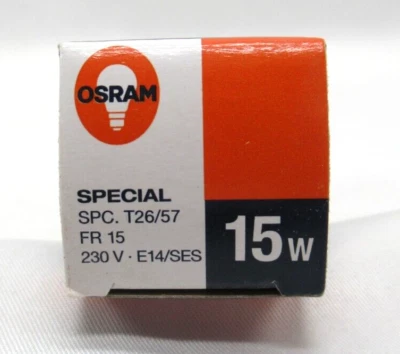 OSRAM
SPECIAL
SPC. T26/57
FR 15
230 V · E14/SES
15 W